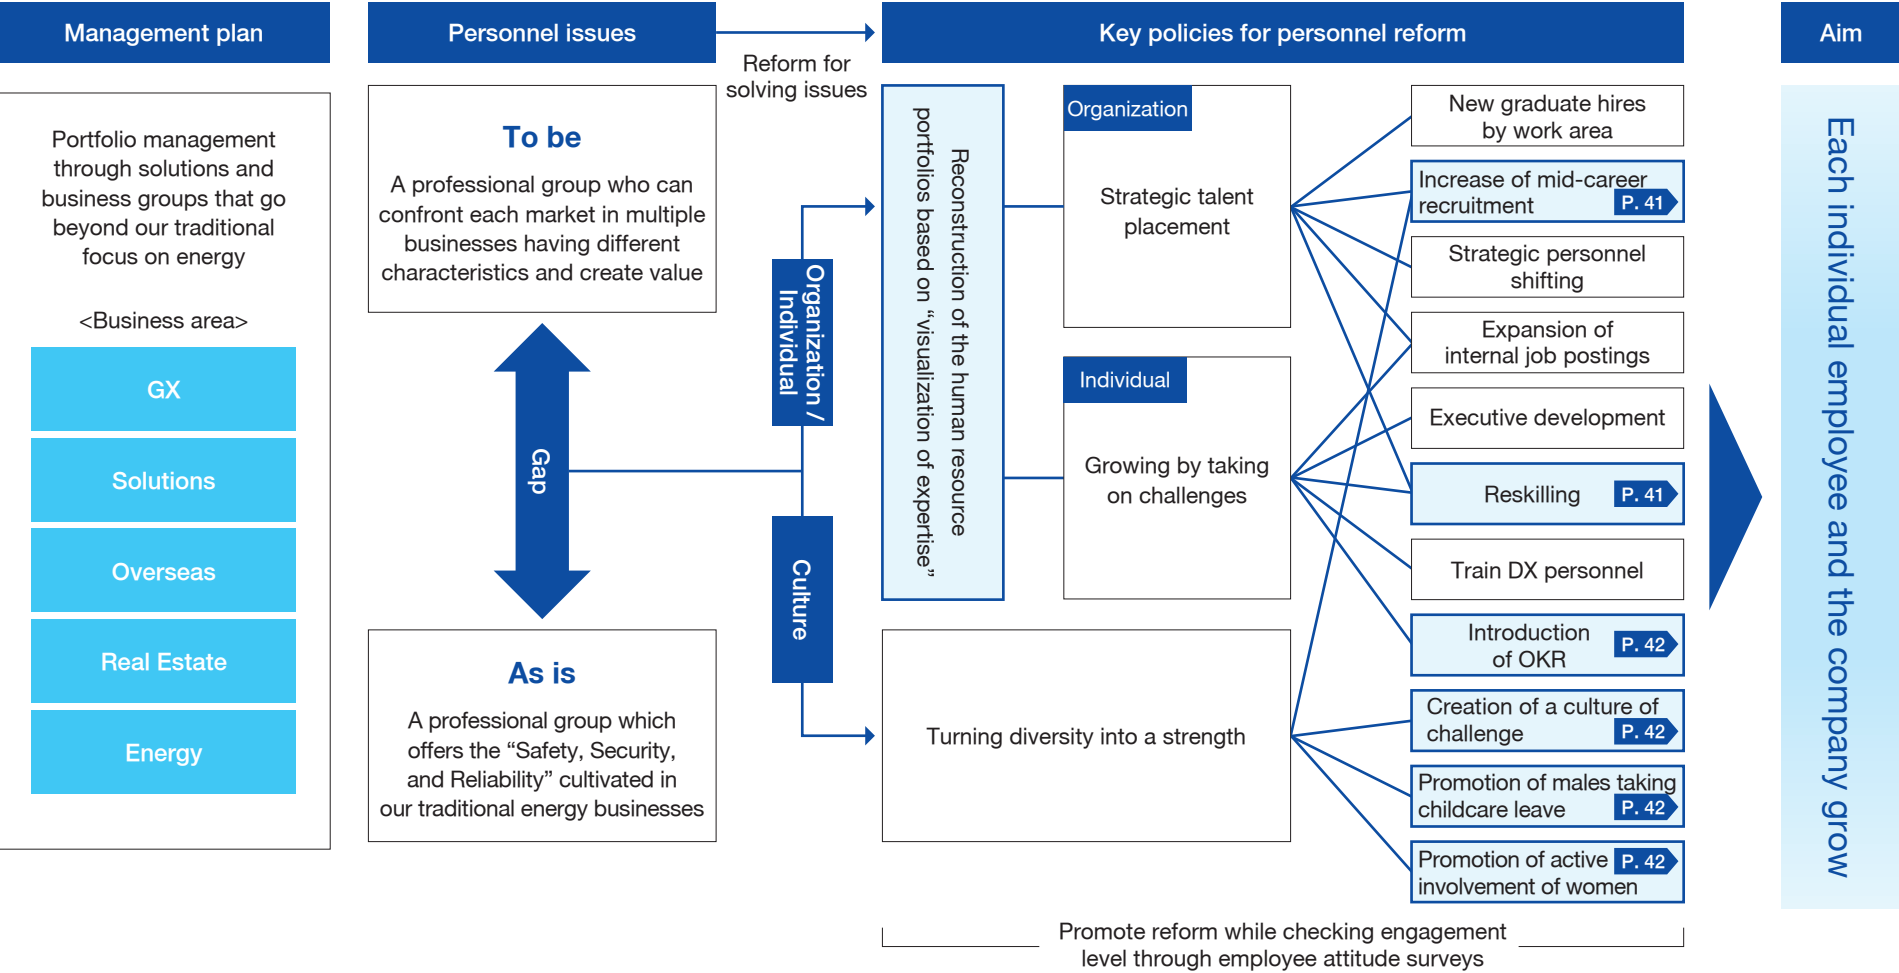 Management plan
Portfolio management
through solutions and
business groups that go
beyond our traditional
focus on energy
<Business area>
GX
Solutions
Overseas
Real Estate
Energy
Personnel issues
To be
A professional group who can
confront each market in multiple
businesses having different
characteristics and create value
Gap
As is
A professional group which
offers the “Safety, Security,
and Reliability” cultivated in
our traditional energy businesses
Reform for
solving issues
Organization /
Individual
Culture
Key policies for personnel reform
Reconstruction of the human resource
portfolios based on “visualization of expertise”
Organization
Strategic talent
placement
Individual
Growing by taking
on challenges
Turning diversity into a strength
New graduate hires
by work area
Increase of mid-career
recruitment P. 41
Strategic personnel
shifting
Expansion of
internal job postings
Executive development
Reskilling P. 41
Train DX personnel
Introduction
of OKR P. 42
Creation of a culture of
challenge P. 42
Promotion of males taking
childcare leave P. 42
Promotion of active P. 42
involvement of women
Promote reform while checking engagement
level through employee attitude surveys
Aim
Each individual employee and the company grow